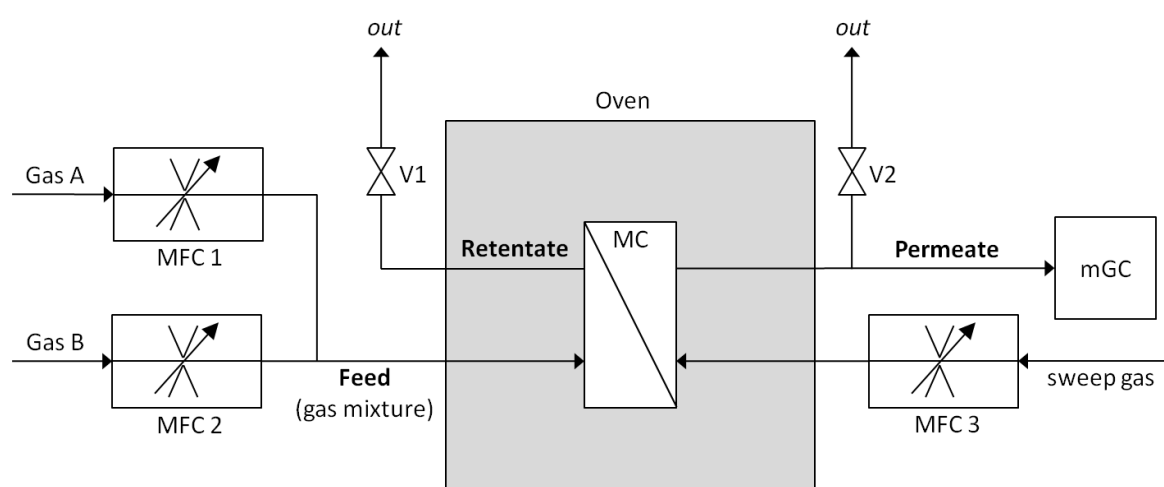 out
out
Oven
Gas A
V1
V2
MFC 1
Retentate
MC
Permeate
mGC
Gas B
Feed
(gas mixture)
sweep gas
MFC 2
MFC 3